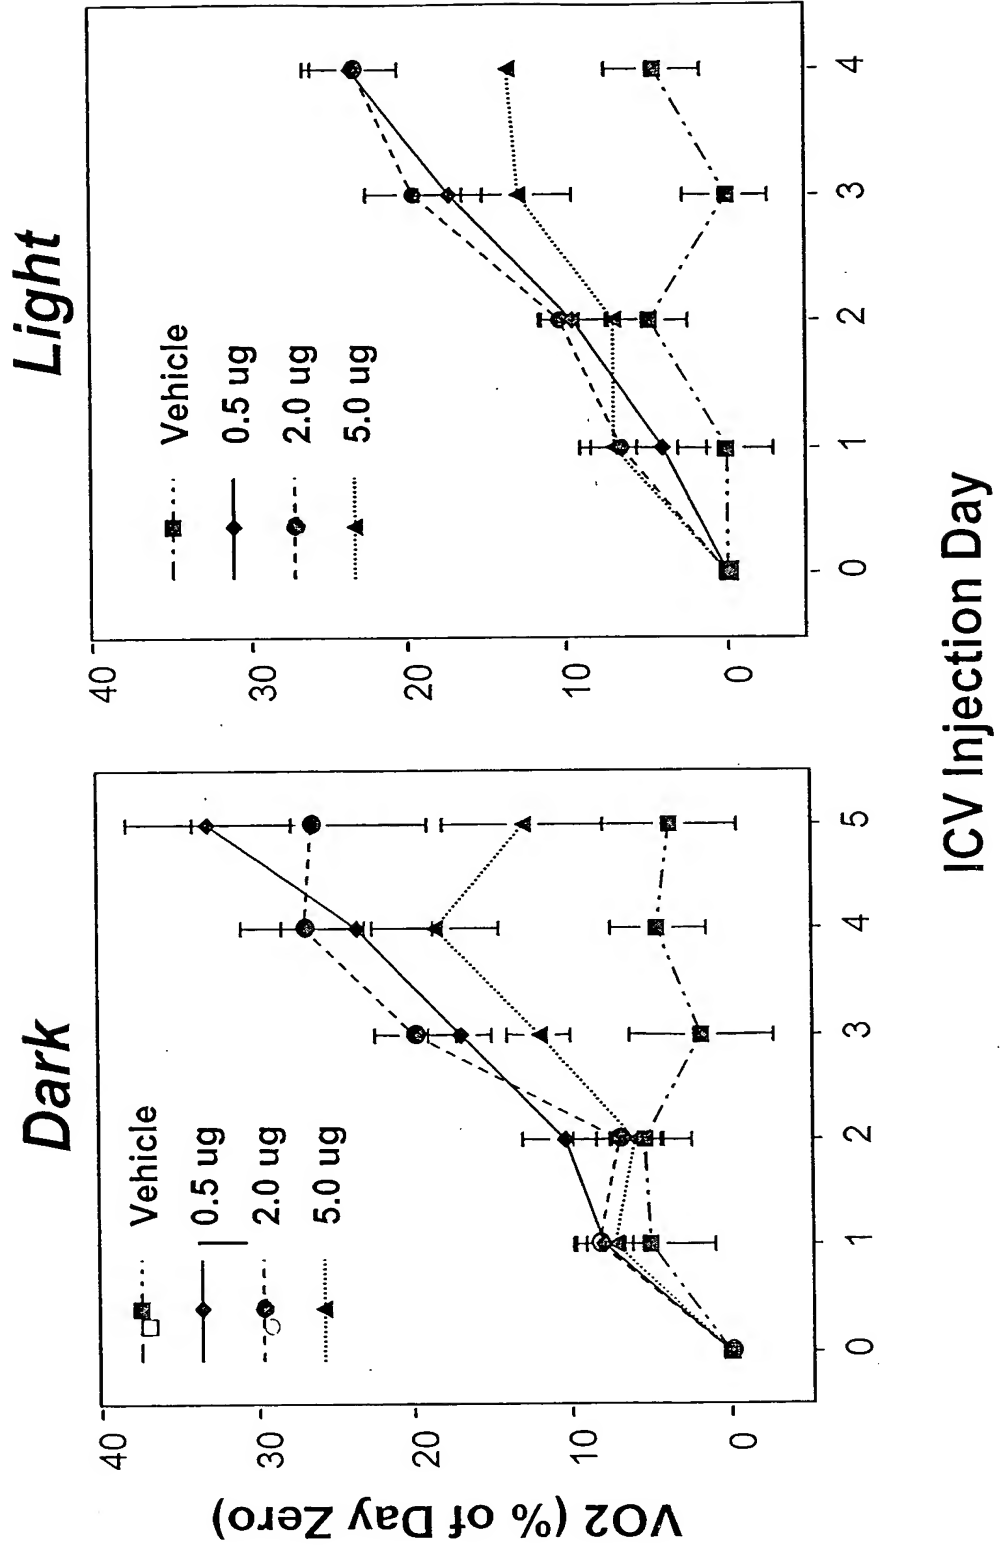 Dark
Vehicle
0.5 ug
2.0 ug
5.0 ug
40
30
20
10
0
0 1 2 3 4 5
VO2 (% of Day Zero)
Light
Vehicle
0.5 ug
2.0 ug
5.0 ug
40
30
20
10
0
0 1 2 3 4
ICV Injection Day